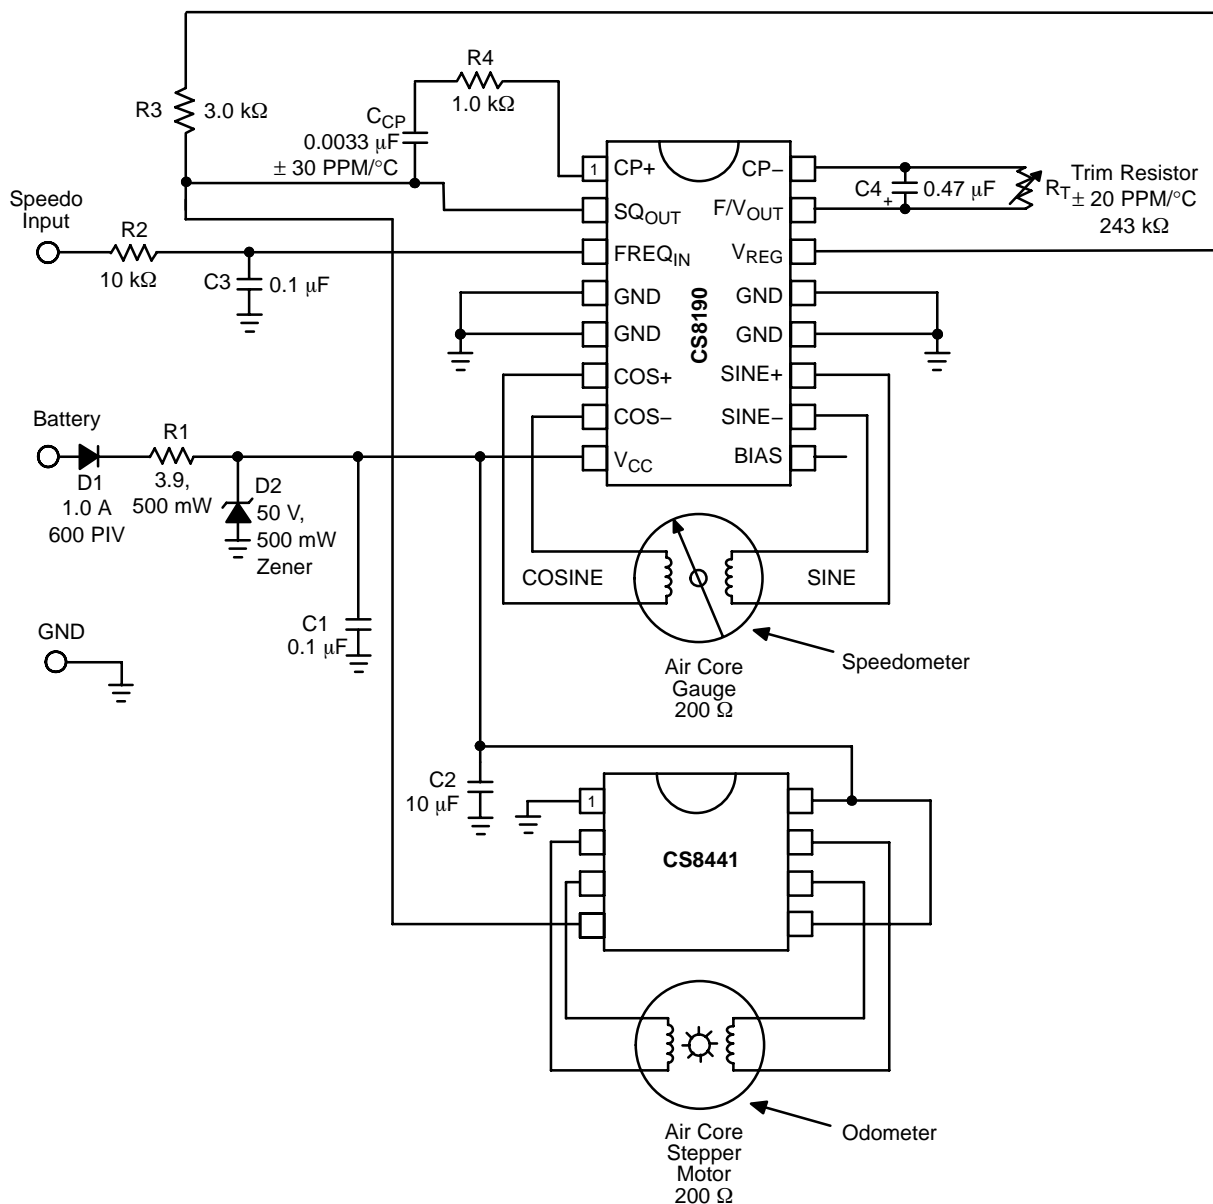 R3
3.0 kΩ
R4
1.0 kΩ
CCP
0.0033 µF
± 30 PPM/°C
Speedo
Input
R2
10 kΩ
C3
0.1 µF
1
CP+
SQOUT
FREQIN
GND
GND
COS+
COS–
VCC
CS8190
CP–
F/VOUT
VREG
GND
GND
SINE+
SINE–
BIAS
C4
+
0.47 µF
RT
Trim Resistor
± 20 PPM/°C
243 kΩ
Battery
D1
1.0 A
600 PIV
R1
3.9,
500 mW
D2
50 V,
500 mW
Zener
C1
0.1 µF
GND
COSINE
SINE
Speedometer
Air Core
Gauge
200 Ω
C2
10 µF
1
CS8441
Odometer
Air Core
Stepper
Motor
200 Ω